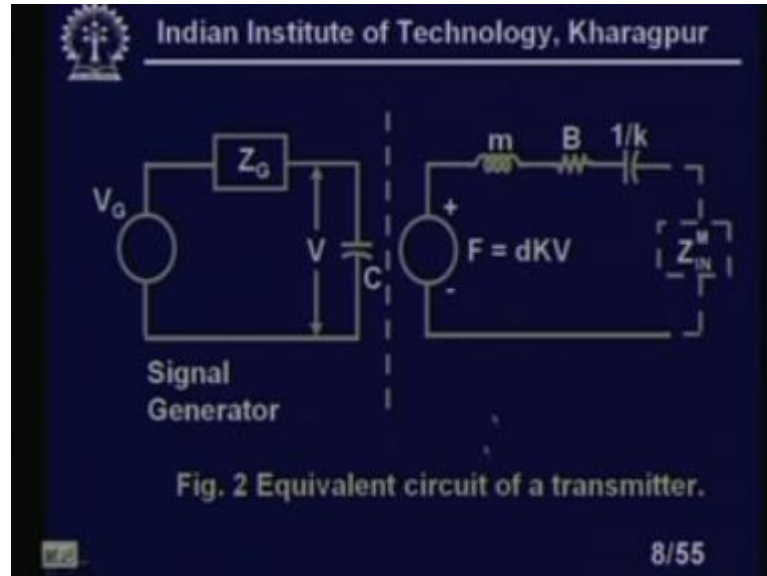 Indian Institute of Technology, Kharagpur
m B 1/k
Z_G
V_G
V
C
+
F = dKV
-
Z^M_IN
Signal
Generator
Fig. 2 Equivalent circuit of a transmitter.
8/55